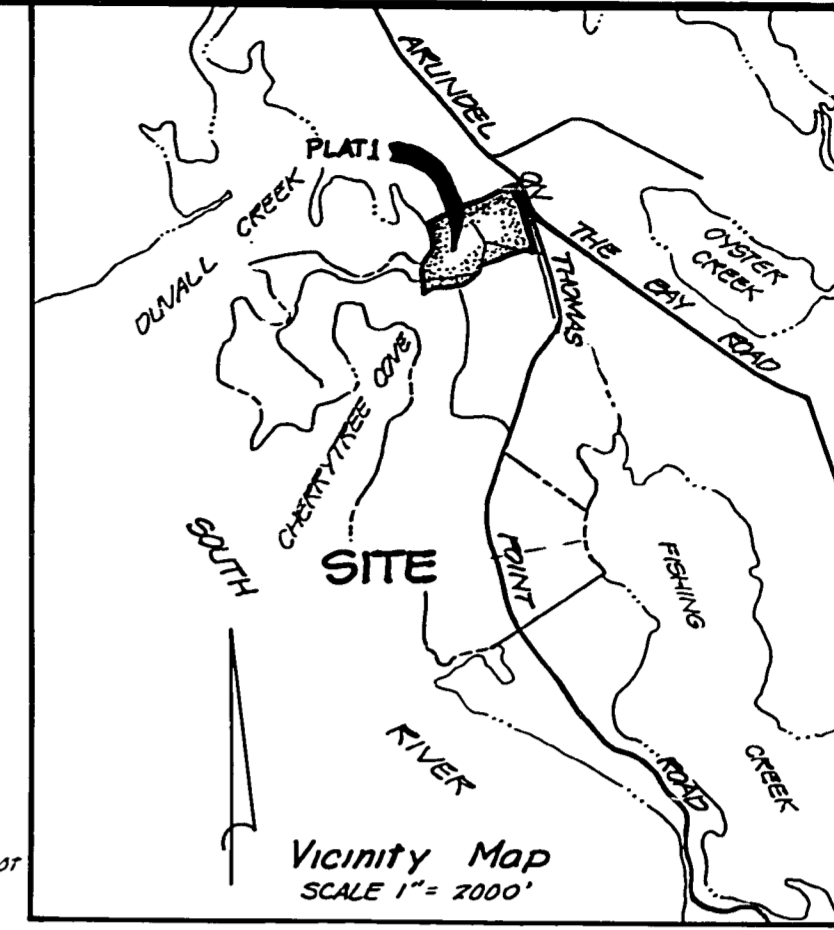 ARUNDEL
ON
THE BAY ROAD
PLAT 1
DUVALL CREEK
OYSTER
CREEK
THOMAS
POINT
ROAD
CHERRYTREE COVE
SOUTH
RIVER
SITE
FISHING
CREEK
Vicinity Map
SCALE 1" = 2000'
OT